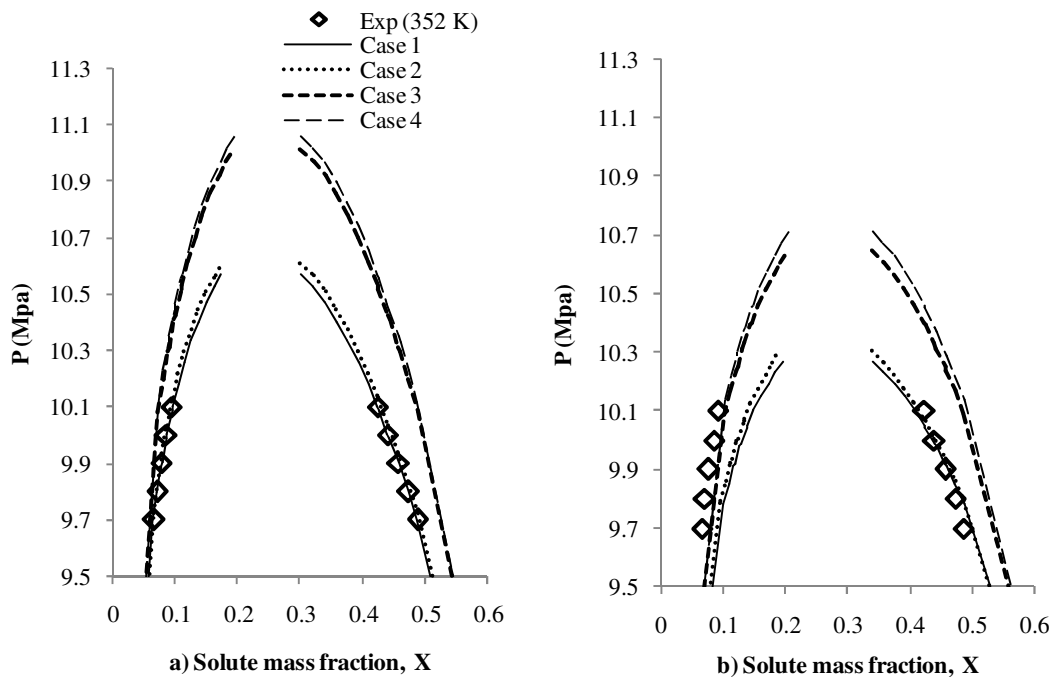 Exp (352 K)
Case 1
Case 2
Case 3
Case 4
11.3
11.1
10.9
10.7
10.5
10.3
10.1
9.9
9.7
9.5
P (Mpa)
0 0.1 0.2 0.3 0.4 0.5 0.6
a) Solute mass fraction, X
11.3
11.1
10.9
10.7
10.5
10.3
10.1
9.9
9.7
9.5
P (Mpa)
0 0.1 0.2 0.3 0.4 0.5 0.6
b) Solute mass fraction, X